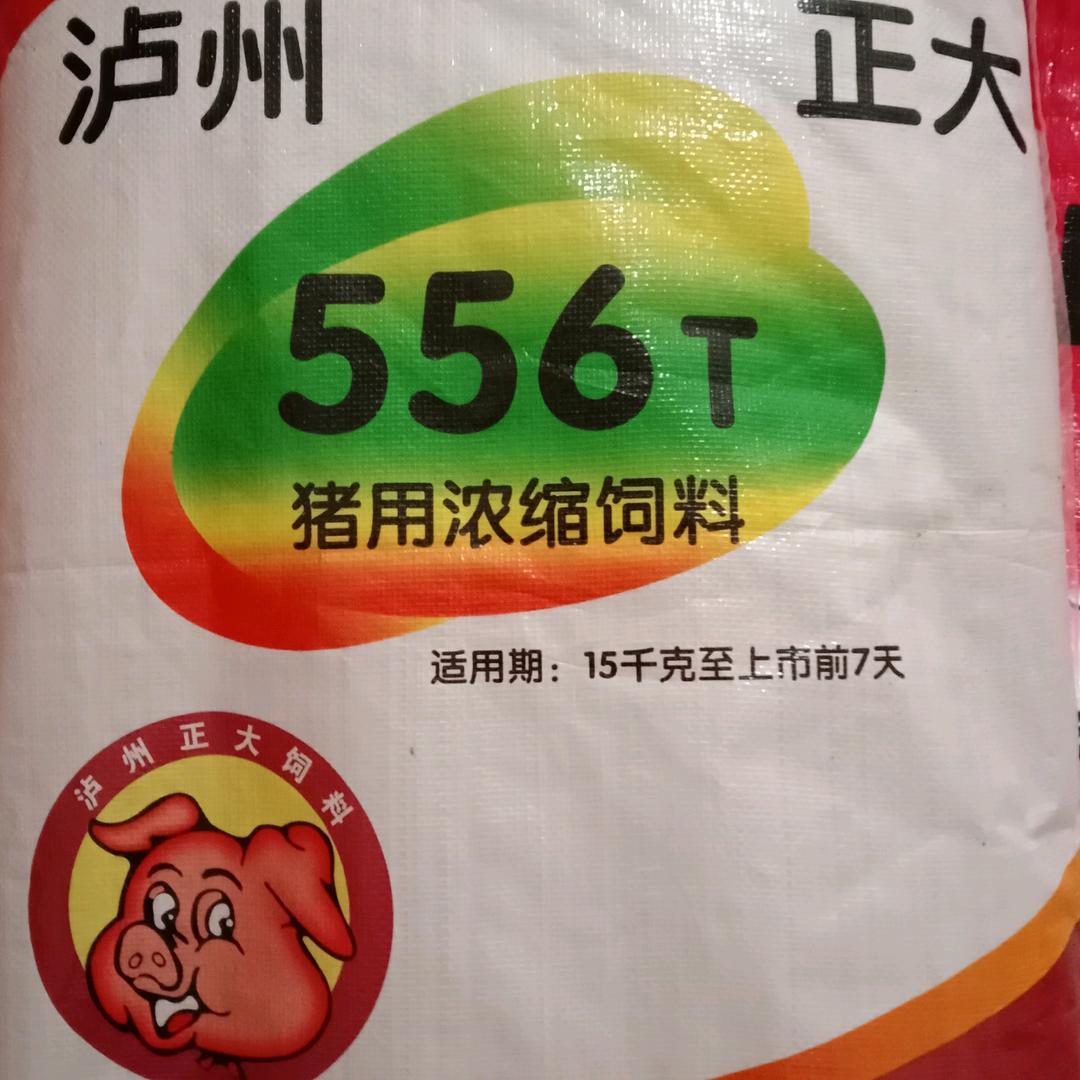 泸州 正大
556T
猪用浓缩饲料
适用期：15千克至上市前7天
泸州正大饲料